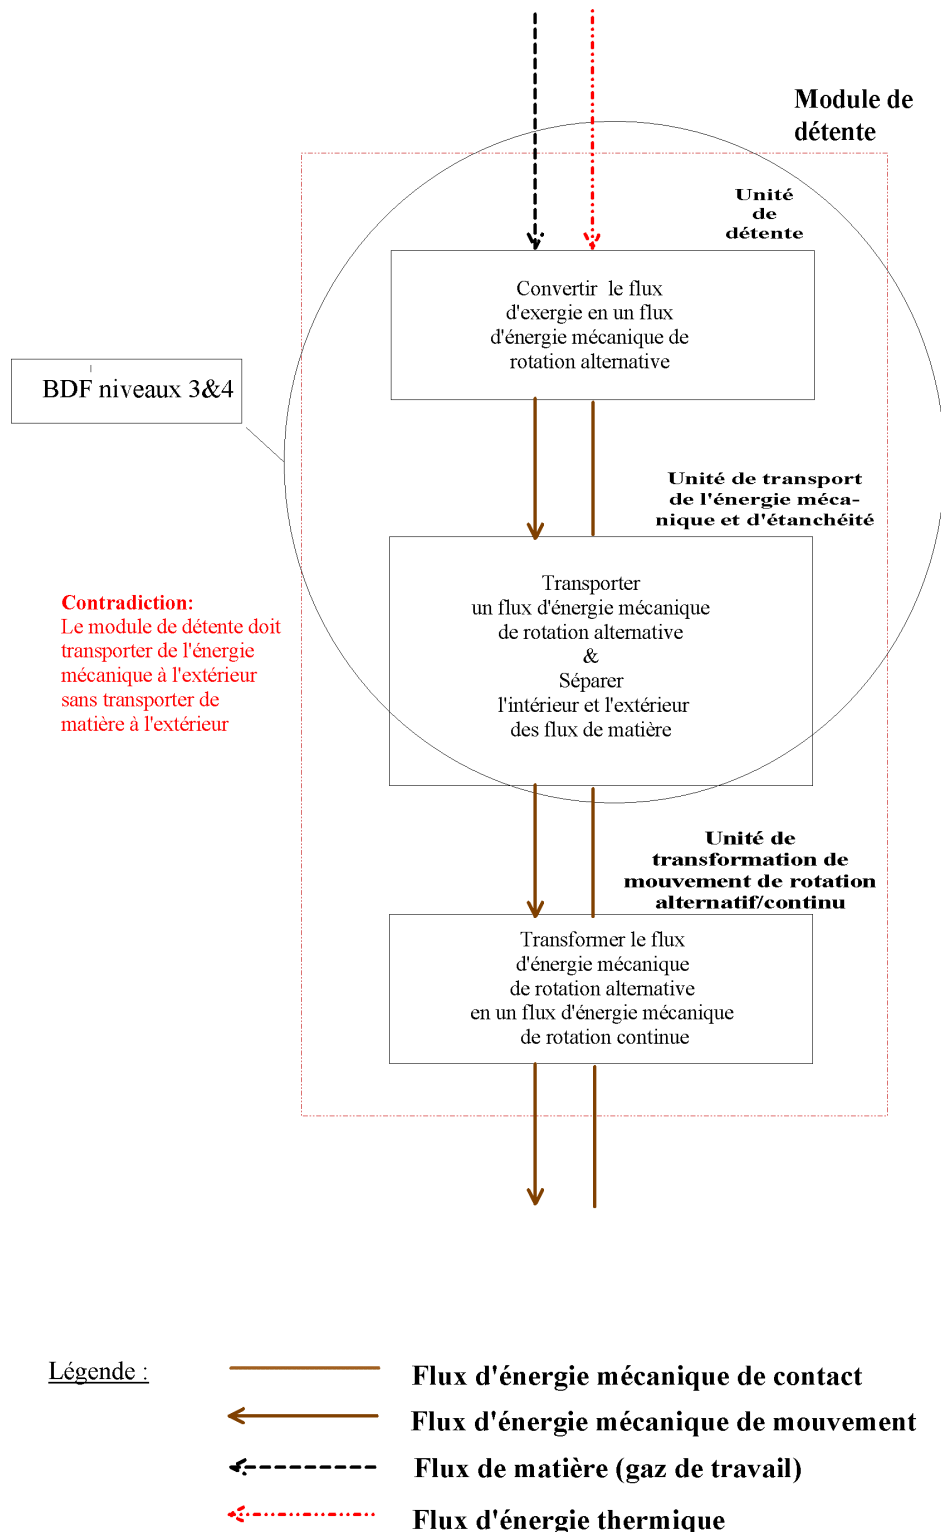 Module de
détente
Unité
de
détente
Convertir le flux
d'exergie en un flux
d'énergie mécanique de
rotation alternative
BDF niveaux 3&4
Unité de transport
de l'énergie méca-
nique et d'étanchéité
Transporter
un flux d'énergie mécanique
de rotation alternative
&
Séparer
l'intérieur et l'extérieur
des flux de matière
Contradiction:
Le module de détente doit
transporter de l'énergie
mécanique à l'extérieur
sans transporter de
matière à l'extérieur
Unité de
transformation de
mouvement de rotation
alternatif/continu
Transformer le flux
d'énergie mécanique
de rotation alternative
en un flux d'énergie mécanique
de rotation continue
Légende :
Flux d'énergie mécanique de contact
Flux d'énergie mécanique de mouvement
Flux de matière (gaz de travail)
Flux d'énergie thermique